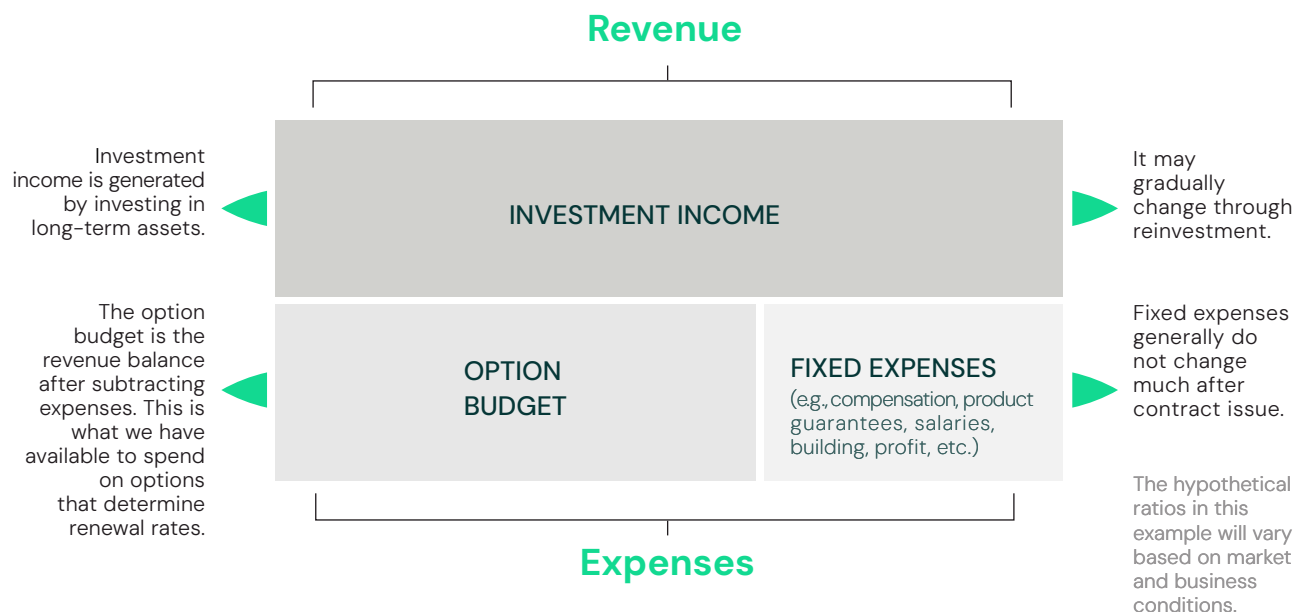 Revenue
Investment
income is generated
by investing in
long-term assets.
INVESTMENT INCOME
It may
gradually
change through
reinvestment.
The option
budget is the
revenue balance
after subtracting
expenses. This is
what we have
available to spend
on options
that determine
renewal rates.
OPTION
BUDGET
FIXED EXPENSES
(e.g., compensation, product
guarantees, salaries,
building, profit, etc.)
Fixed expenses
generally do
not change
much after
contract issue.
The hypothetical
ratios in this
example will vary
based on market
and business
conditions.
Expenses